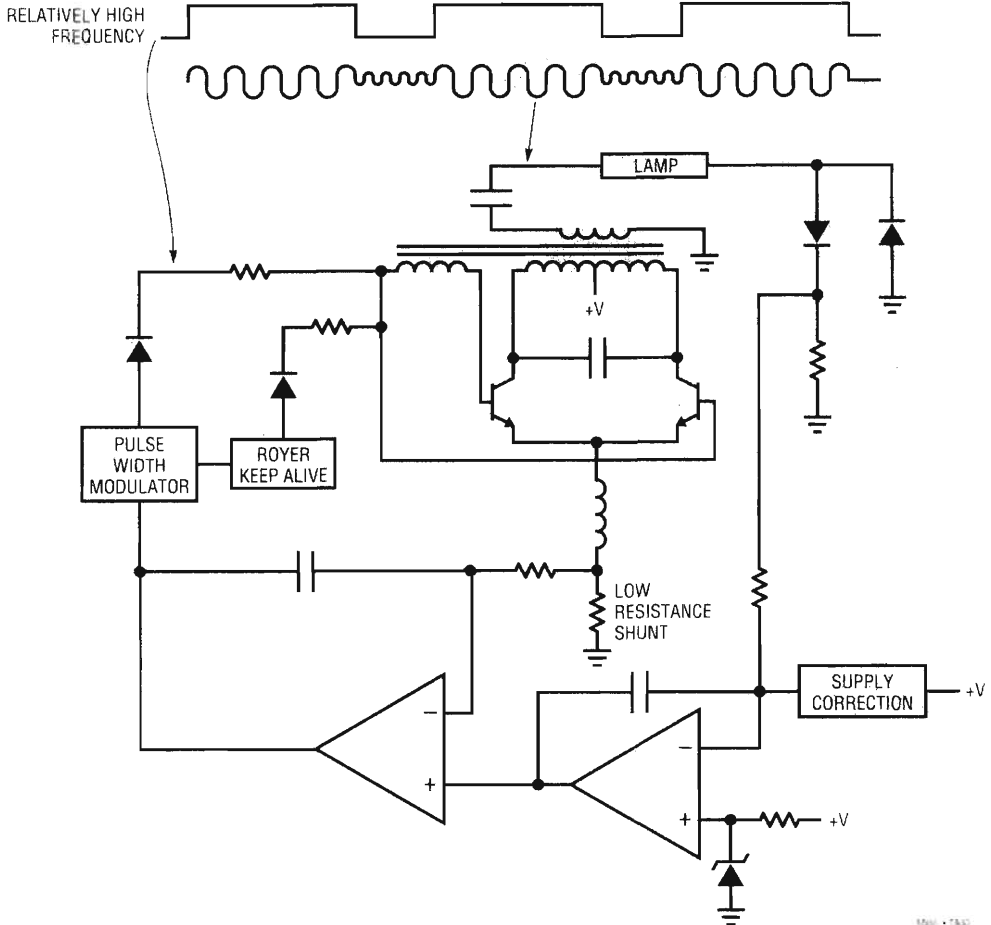 RELATIVELY HIGH
FREQUENCY
LAMP
+V
PULSE
WIDTH
MODULATOR
ROYER
KEEP ALIVE
LOW
RESISTANCE
SHUNT
SUPPLY
CORRECTION
+V
−
+
−
+
+V